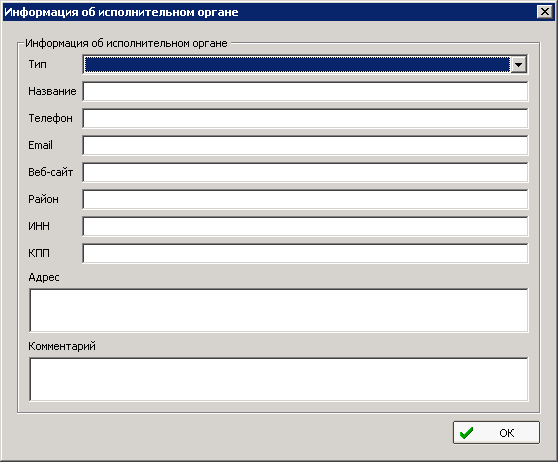 Информация об исполнительном органе
Информация об исполнительном органе
Тип
Название
Телефон
Email
Веб-сайт
Район
ИНН
КПП
Адрес
Комментарий
OK